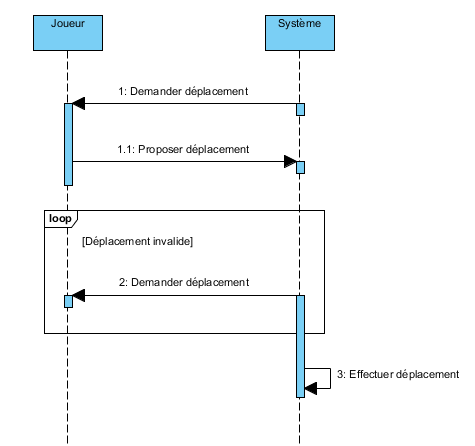 Joueur
Système
1: Demander déplacement
1.1: Proposer déplacement
loop
[Déplacement invalide]
2: Demander déplacement
3: Effectuer déplacement